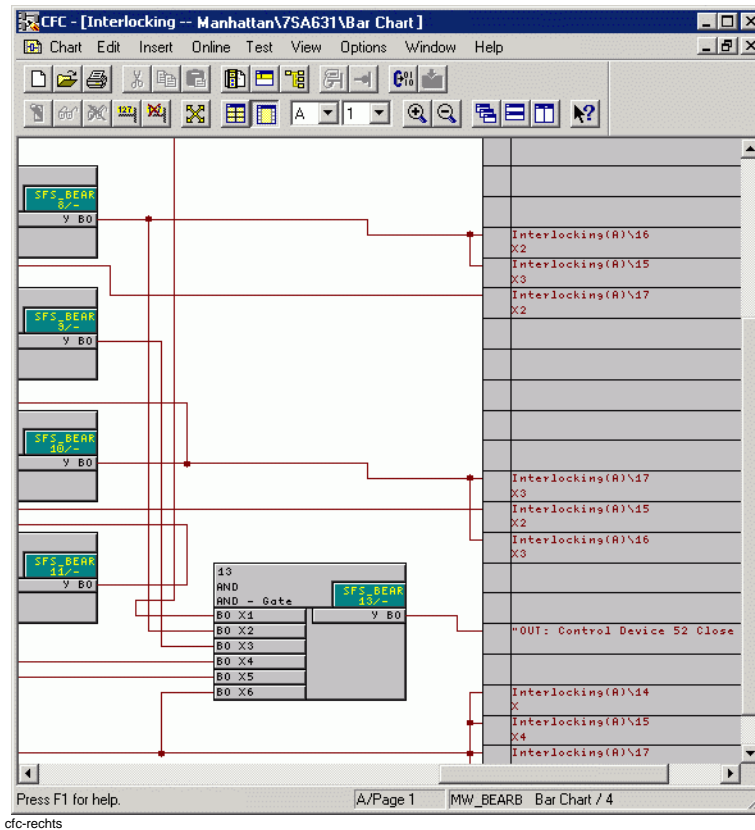 CFC - [Interlocking -- Manhattan\7SA631\Bar Chart ]
Chart Edit Insert Online Test View Options Window Help
A 1
SFS_BEAR
8/-
Y BO
Interlocking(A)\16
X2
Interlocking(A)\15
X3
Interlocking(A)\17
X2
SFS_BEAR
9/-
Y BO
SFS_BEAR
10/-
Y BO
Interlocking(A)\17
X3
Interlocking(A)\15
X2
Interlocking(A)\16
X3
SFS_BEAR
11/-
Y BO
13
AND
AND - Gate
SFS_BEAR
13/-
BO X1
Y BO
BO X2
BO X3
BO X4
BO X5
BO X6
"OUT: Control Device 52 Close
Interlocking(A)\14
X
Interlocking(A)\15
X4
Interlocking(A)\17
Press F1 for help.
A/Page 1
MW_BEARB Bar Chart / 4
cfc-rechts